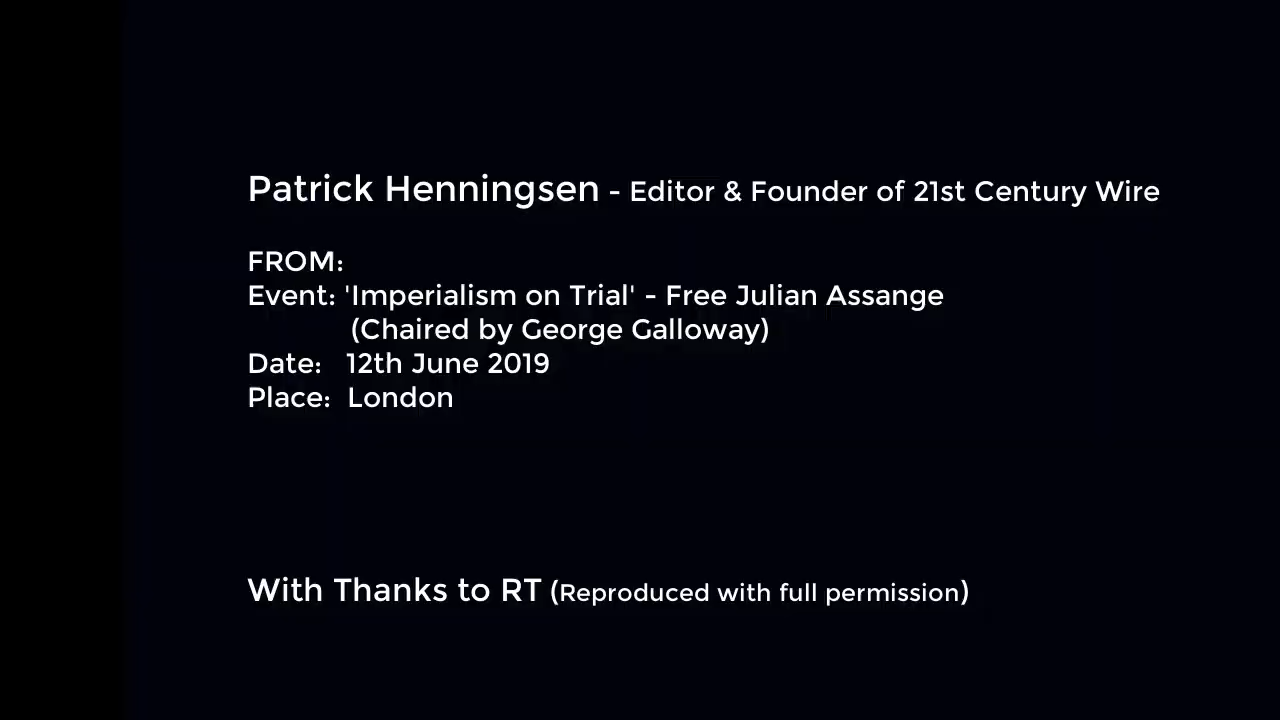 Patrick Henningsen - Editor & Founder of 21st Century Wire
FROM:
Event: 'Imperialism on Trial' - Free Julian Assange
(Chaired by George Galloway)
Date: 12th June 2019
Place: London
With Thanks to RT (Reproduced with full permission)